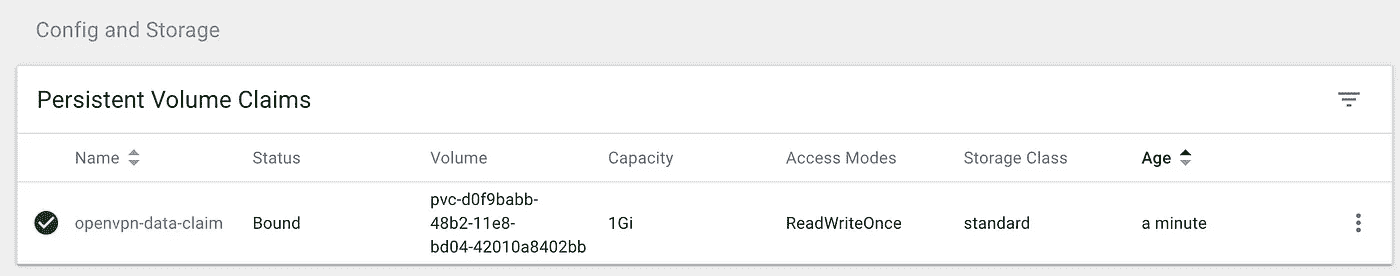 Config and Storage
Persistent Volume Claims
Name Status Volume Capacity Access Modes Storage Class Age
openvpn-data-claim Bound pvc-d0f9babb-48b2-11e8-bd04-42010a8402bb 1Gi ReadWriteOnce standard a minute